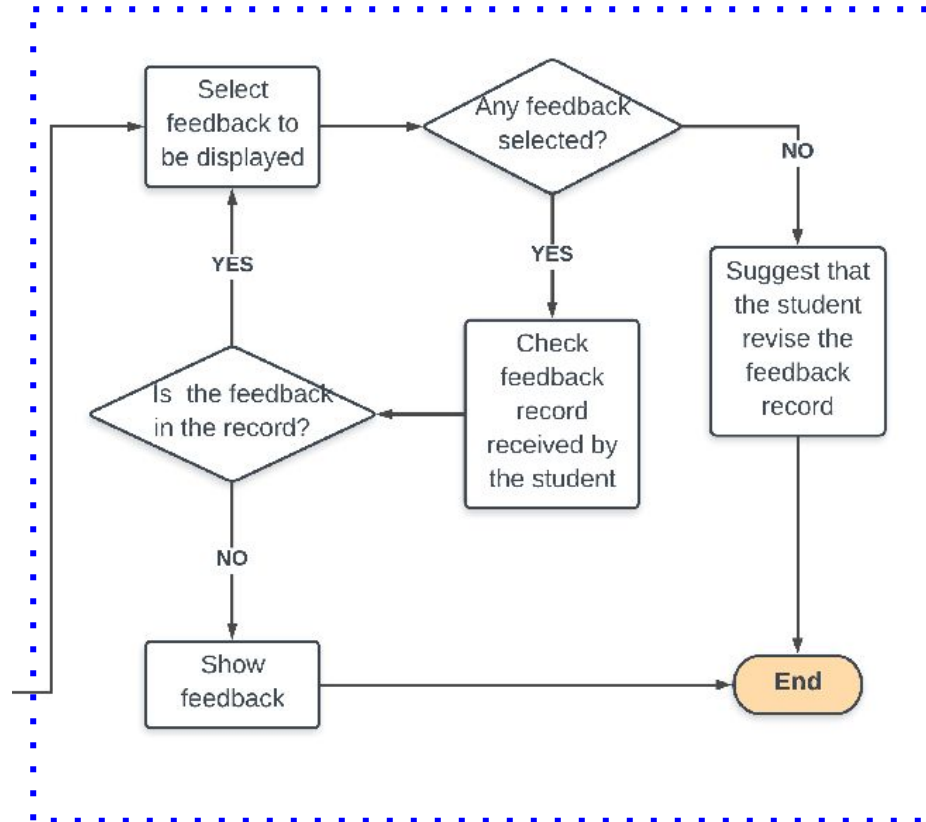 Select
feedback to
be displayed
Any feedback
selected?
NO
YES
YES
Suggest that
the student
revise the
feedback
record
Check
feedback
record
received by
the student
Is the feedback
in the record?
NO
Show
feedback
End